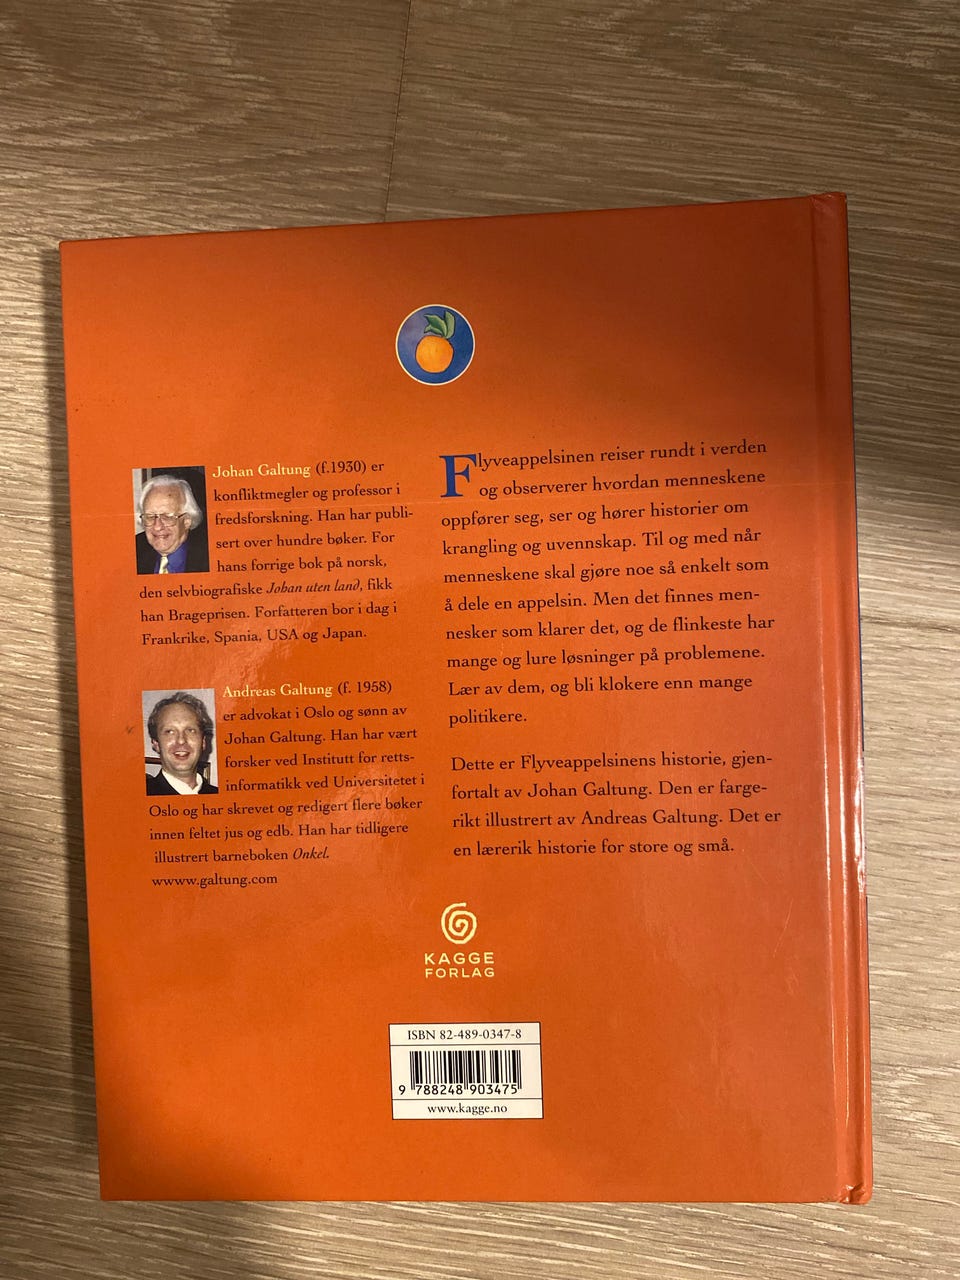 Johan Galtung (f.1930) er
konfliktmegler og professor i
fredsforskning. Han har publi-
sert over hundre bøker. For
hans forrige bok på norsk,
den selvbiografiske Johan uten land, fikk
han Brageprisen. Forfatteren bor i dag i
Frankrike, Spania, USA og Japan.
Andreas Galtung (f. 1958)
er advokat i Oslo og sønn av
Johan Galtung. Han har vært
forsker ved Institutt for retts-
informatikk ved Universitetet i
Oslo og har skrevet og redigert flere bøker
innen feltet jus og edb. Han har tidligere
illustrert barneboken Onkel.
wwww.galtung.com
Flyveappelsinen reiser rundt i verden
og observerer hvordan menneskene
oppfører seg, ser og hører historier om
krangling og uvennskap. Til og med når
menneskene skal gjøre noe så enkelt som
å dele en appelsin. Men det finnes men-
nesker som klarer det, og de flinkeste har
mange og lure løsninger på problemene.
Lær av dem, og bli klokere enn mange
politikere.
Dette er Flyveappelsinens historie, gjen-
fortalt av Johan Galtung. Den er farge-
rikt illustrert av Andreas Galtung. Det er
en lærerik historie for store og små.
KAGGE
FORLAG
ISBN 82-489-0347-8
9 788248 903475
www.kagge.no